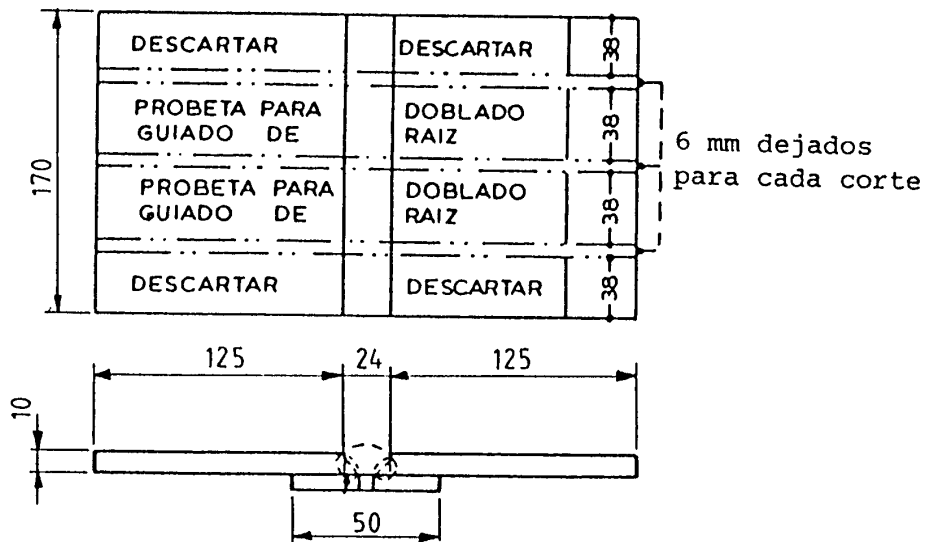 DESCARTAR
DESCARTAR
38
PROBETA PARA
GUIADO DE
DOBLADO
RAIZ
38
6 mm dejados
para cada corte
170
PROBETA PARA
GUIADO DE
DOBLADO
RAIZ
38
DESCARTAR
DESCARTAR
38
125
24
125
10
50